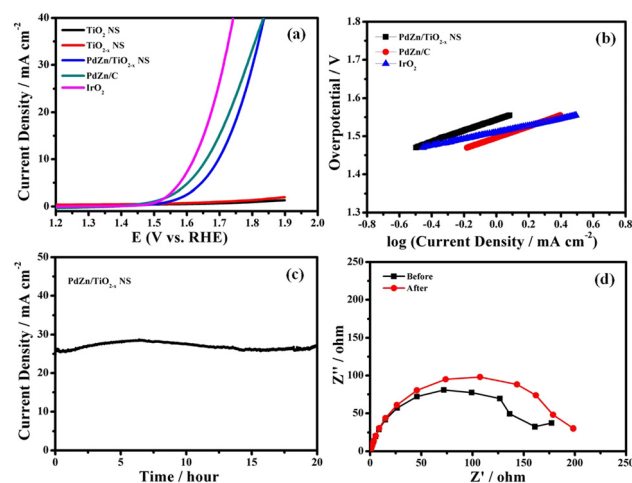 TiO2 NS
TiO2-x NS
PdZn/TiO2-x NS
PdZn/C
IrO2
(a)
Current Density / mA cm-2
40
30
20
10
0
1.2 1.3 1.4 1.5 1.6 1.7 1.8 1.9 2.0
E (V vs. RHE)
PdZn/TiO2-x NS
PdZn/C
IrO2
(b)
Overpotential / V
1.8
1.7
1.6
1.5
1.4
1.3
-0.6 -0.4 -0.2 0.0 0.2 0.4 0.6 0.8
log (Current Density / mA cm-2)
PdZn/TiO2-x NS
(c)
Current Density / mA cm-2
50
40
30
20
10
0
0 5 10 15 20
Time / hour
Before
After
(d)
Z'' / ohm
250
200
150
100
50
0
0 50 100 150 200 250
Z' / ohm